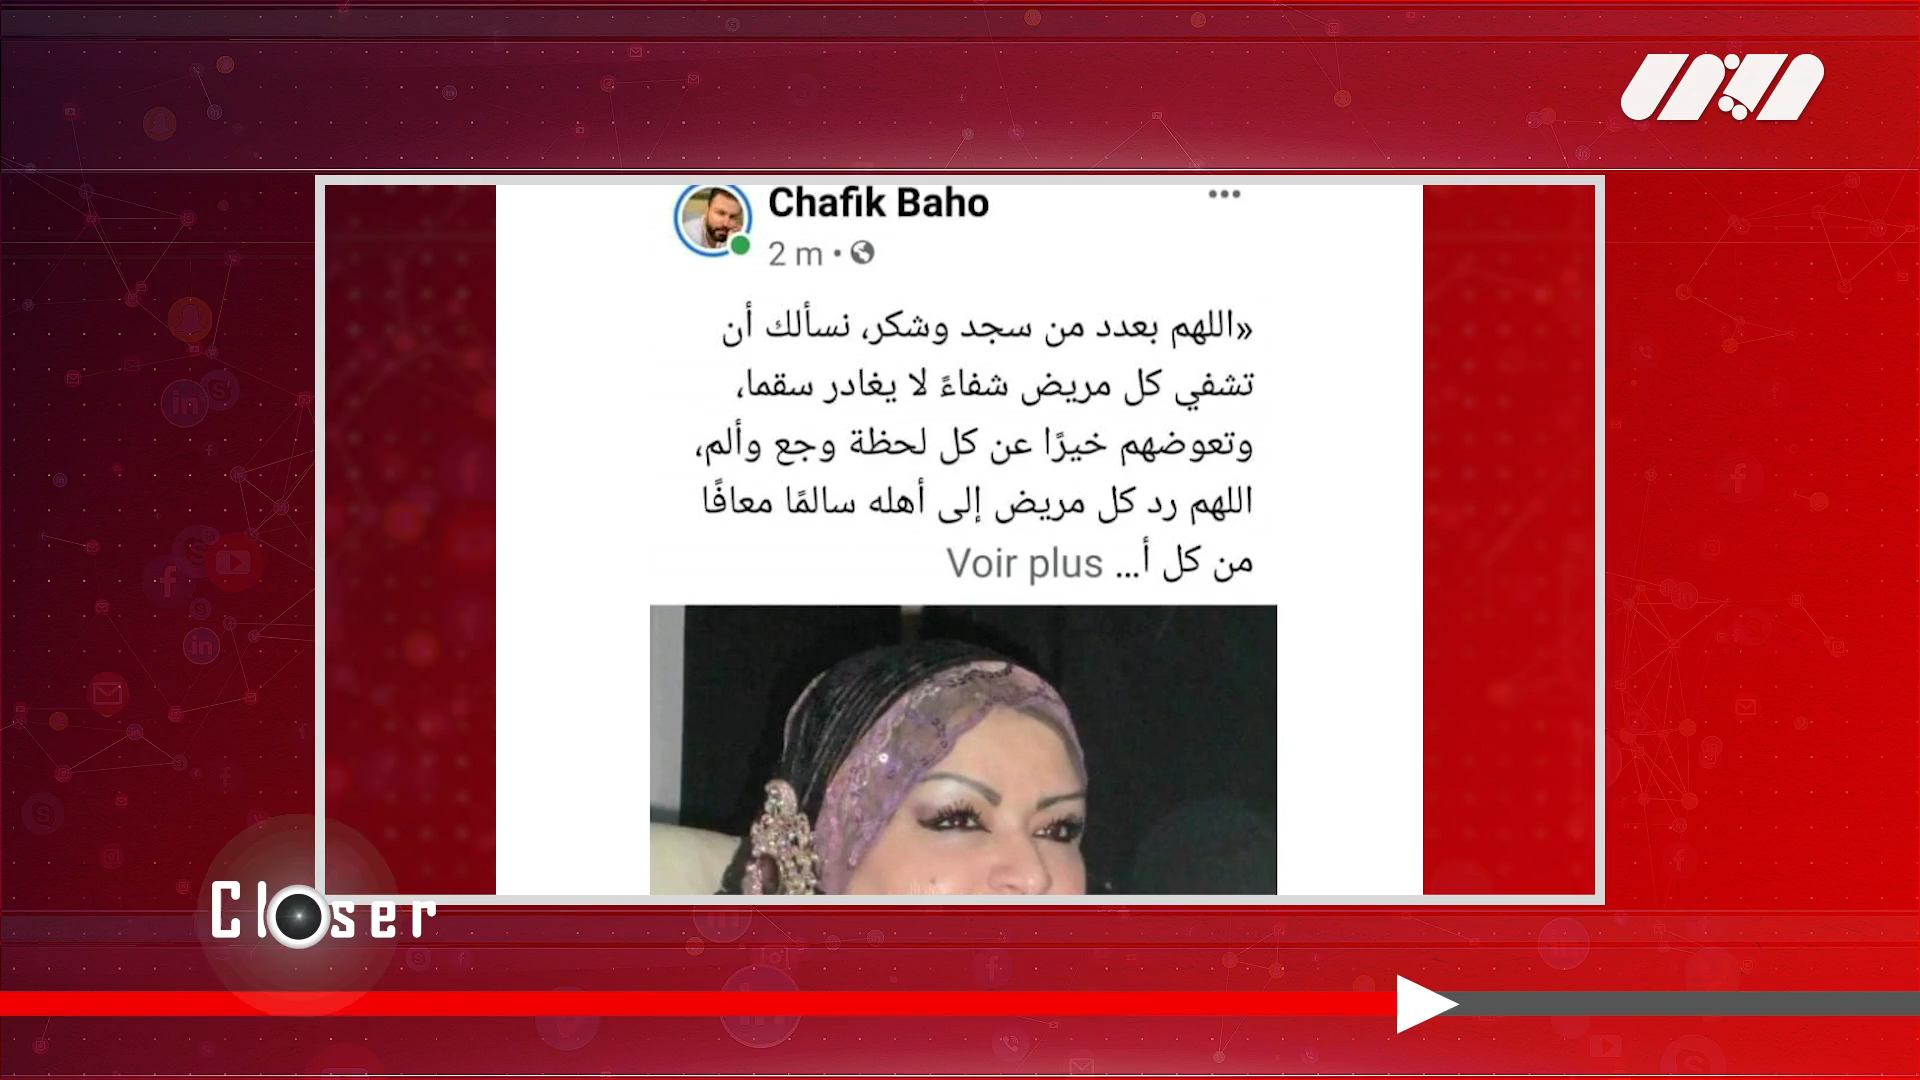 Chafik Baho
2 m
»اللهم بعدد من سجد وشكر، نسألك أن
تشفي كل مريض شفاءً لا يغادر سقما،
وتعوضهم خيرًا عن كل لحظة وجع وألم،
اللهم رد كل مريض إلى أهله سالمًا معافًا
من كل أ... Voir plus
Closer